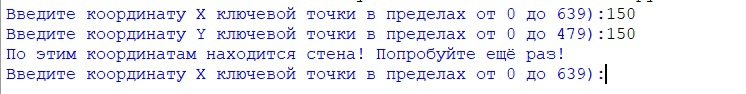 Введите координату X ключевой точки в пределах от 0 до 639):150
Введите координату Y ключевой точки в пределах от 0 до 479):150
По этим координатам находится стена! Попробуйте ещё раз!
Введите координату X ключевой точки в пределах от 0 до 639):